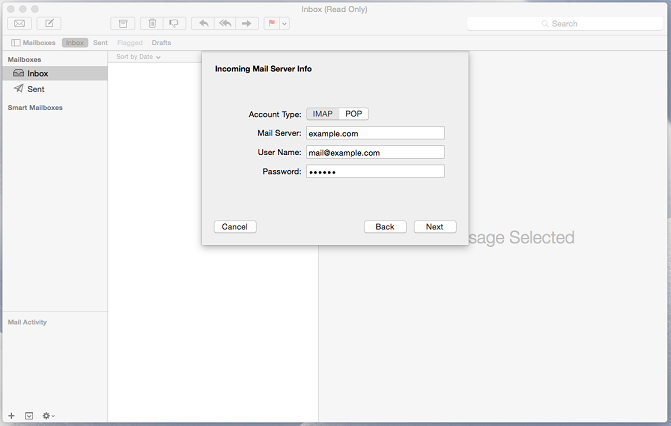 Inbox (Read Only)
Search
Mailboxes Inbox Sent Flagged Drafts
Mailboxes
Inbox
Sent
Smart Mailboxes
Sort by Date
Incoming Mail Server Info
Account Type: IMAP POP
Mail Server: example.com
User Name: mail@example.com
Password: ••••••
Cancel Back Next
sage Selected
Mail Activity